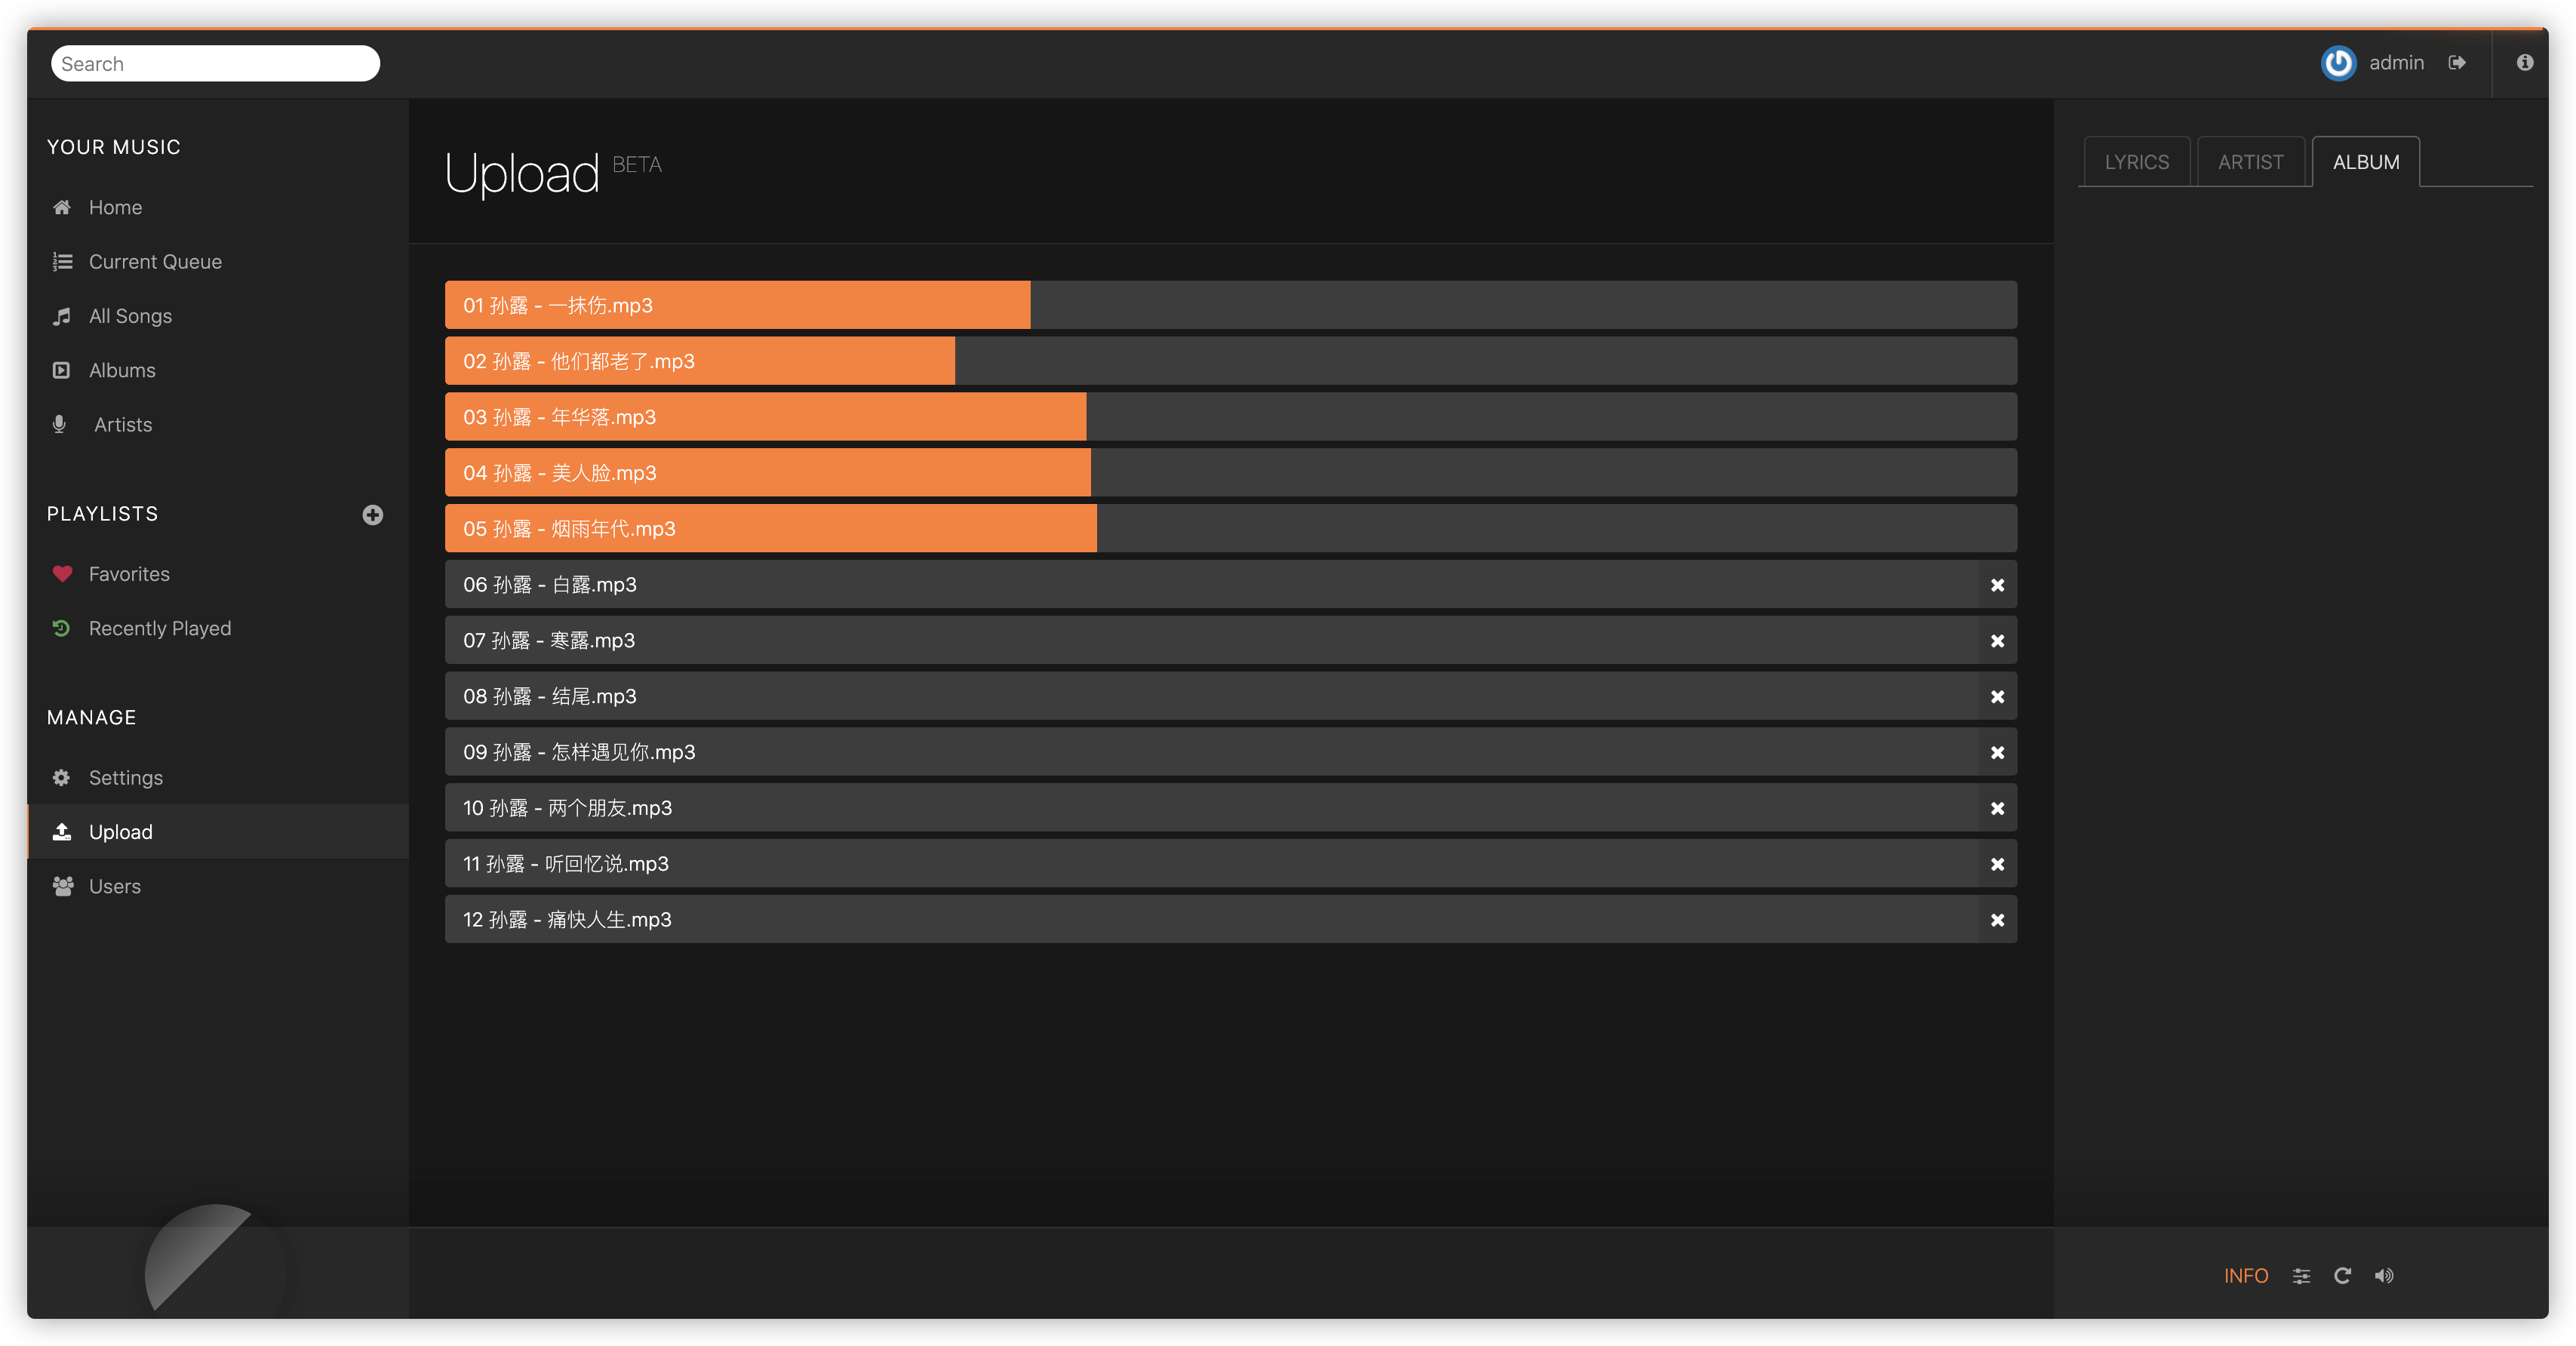 Search
admin
YOUR MUSIC
Home
Current Queue
All Songs
Albums
Artists
PLAYLISTS
Favorites
Recently Played
MANAGE
Settings
Upload
Users
Upload BETA
01 孙露 - 一抹伤.mp3
02 孙露 - 他们都老了.mp3
03 孙露 - 年华落.mp3
04 孙露 - 美人脸.mp3
05 孙露 - 烟雨年代.mp3
06 孙露 - 白露.mp3
07 孙露 - 寒露.mp3
08 孙露 - 结尾.mp3
09 孙露 - 怎样遇见你.mp3
10 孙露 - 两个朋友.mp3
11 孙露 - 听回忆说.mp3
12 孙露 - 痛快人生.mp3
LYRICS
ARTIST
ALBUM
INFO